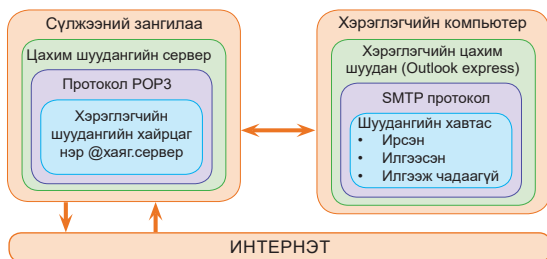 Сүлжээний зангилаа
Цахим шуудангийн сервер
Протокол POP3
Хэрэглэгчийн
шуудангийн хайрцаг
нэр @хаяг.сервер
Хэрэглэгчийн компьютер
Хэрэглэгчийн цахим
шуудан (Outlook express)
SMTP протокол
Шуудангийн хавтас
• Ирсэн
• Илгээсэн
• Илгээж чадаагүй
ИНТЕРНЭТ